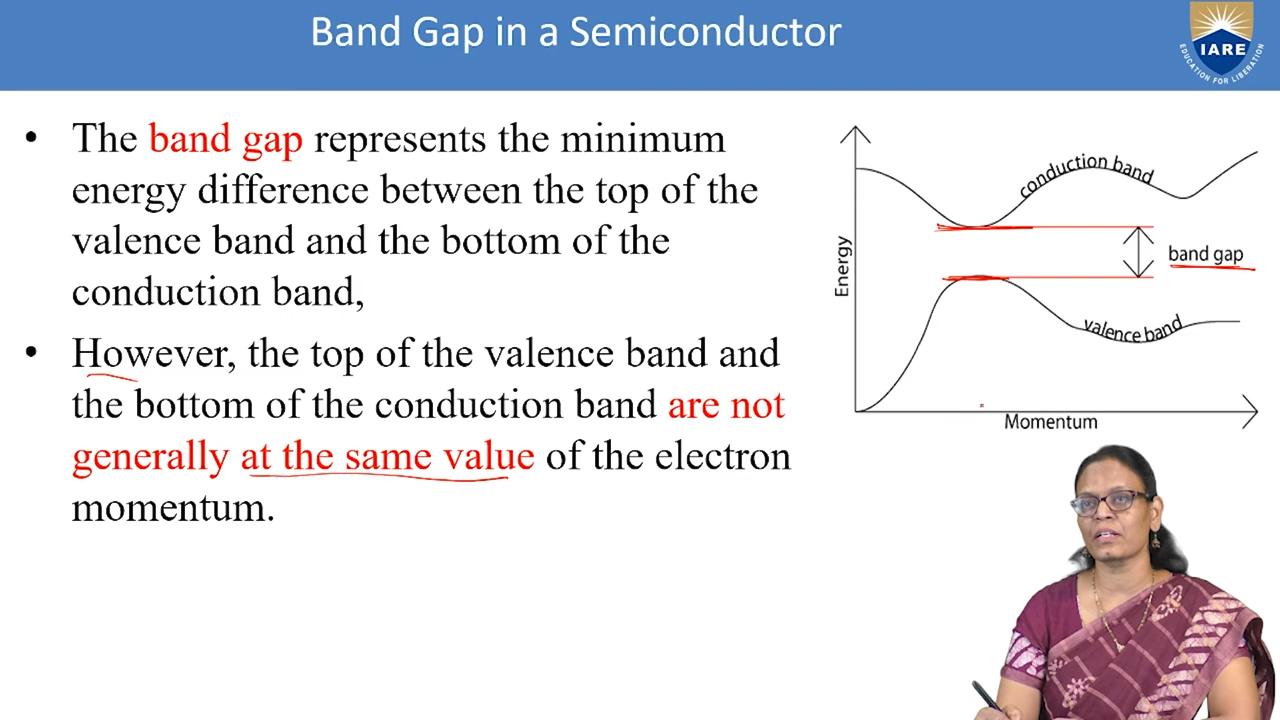 Band Gap in a Semiconductor
IARE
EDUCATION FOR LIBERATION
• The band gap represents the minimum
energy difference between the top of the
valence band and the bottom of the
conduction band,
• However, the top of the valence band and
the bottom of the conduction band are not
generally at the same value of the electron
momentum.
conduction band
band gap
Energy
valence band
Momentum